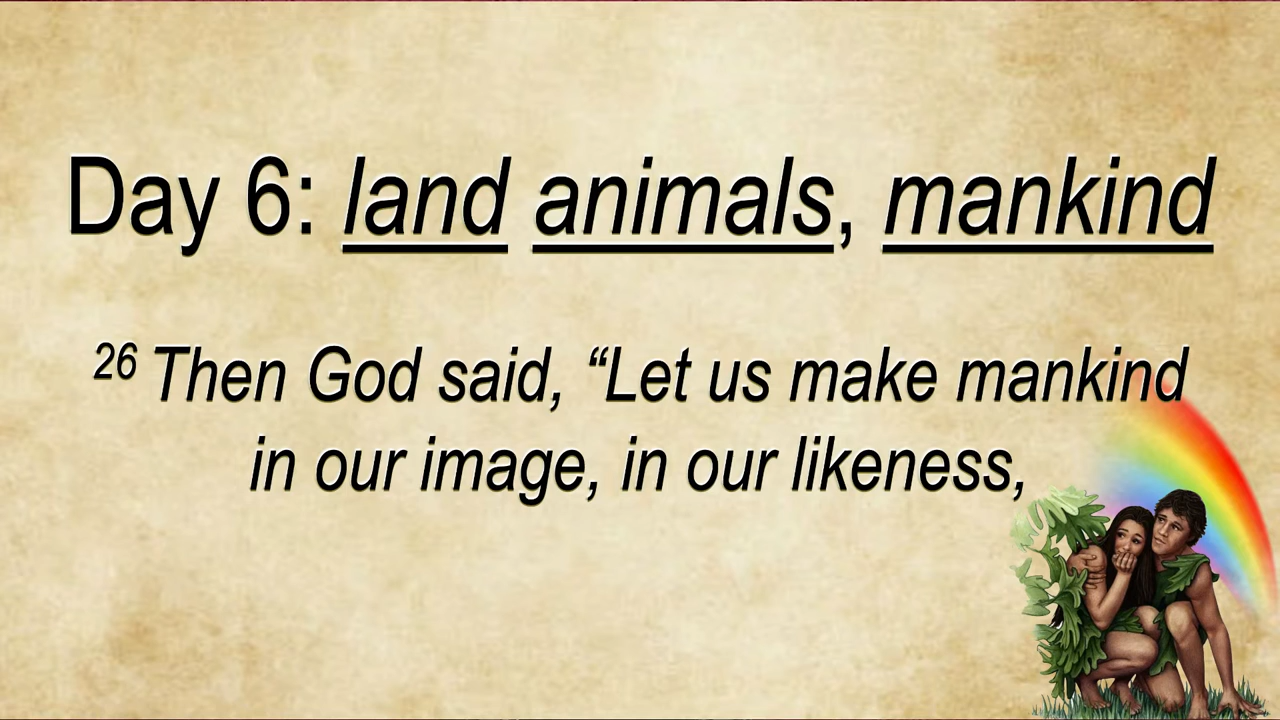 Day 6: land animals, mankind
26 Then God said, “Let us make mankind
in our image, in our likeness,